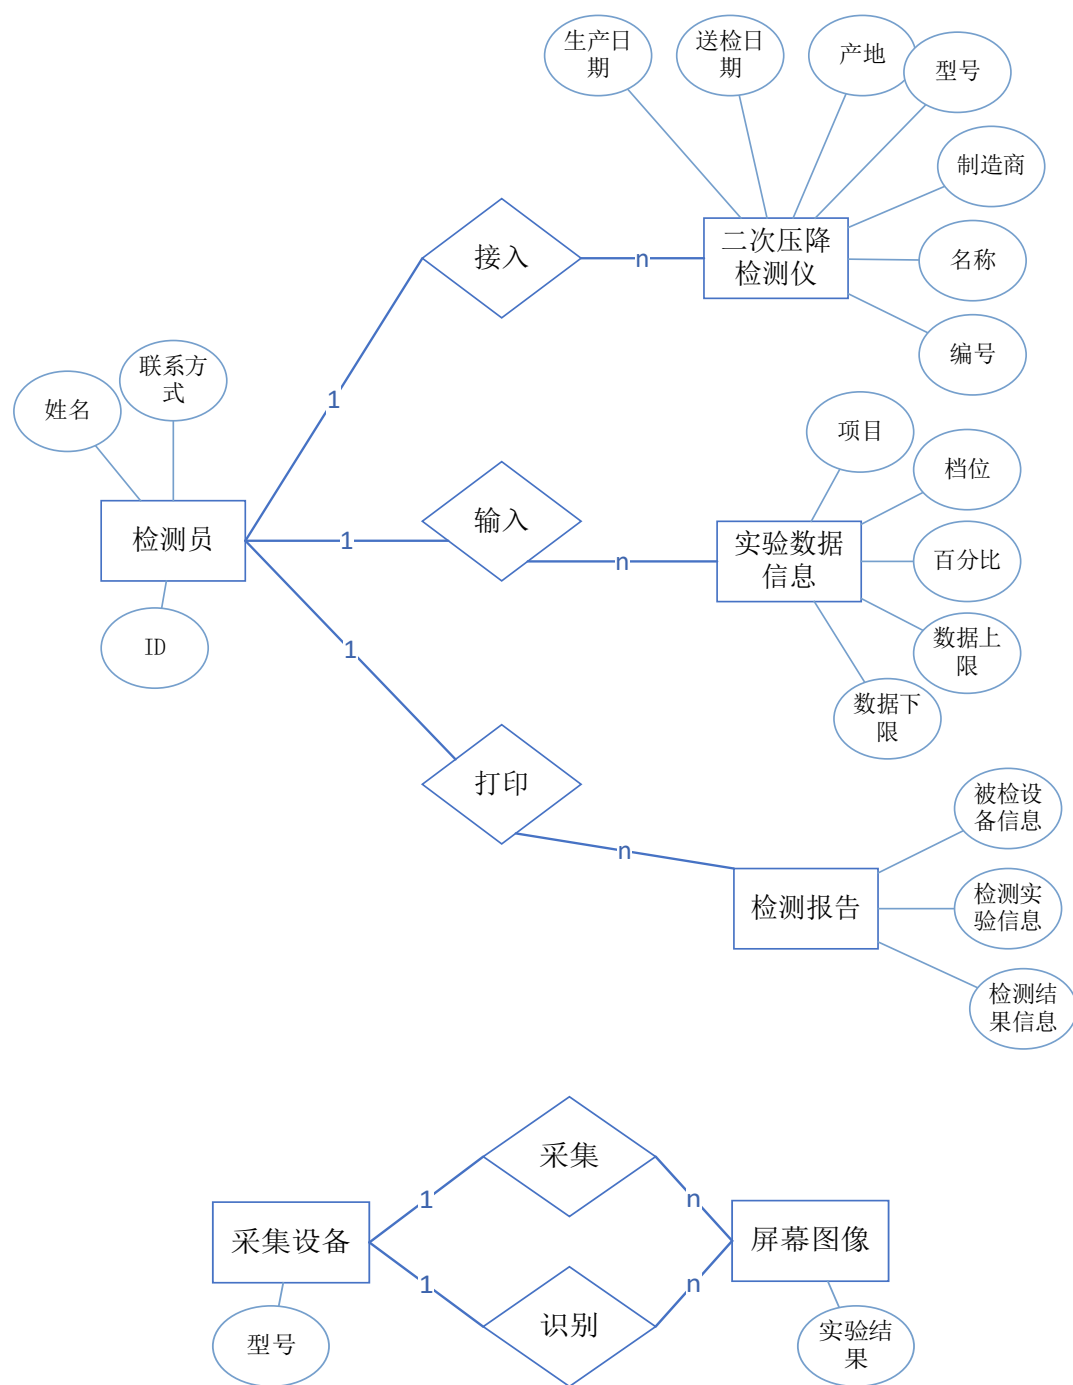 生产日
期
送检日
期
产地
型号
制造商
名称
编号
二次压降
检测仪
接入
n
1
联系方
式
姓名
检测员
ID
输入
1
n
项目
档位
百分比
数据上
限
数据下
限
实验数据
信息
1
打印
n
检测报告
被检设
备信息
检测实
验信息
检测结
果信息
采集
1
n
采集设备
屏幕图像
1
n
识别
型号
实验结
果